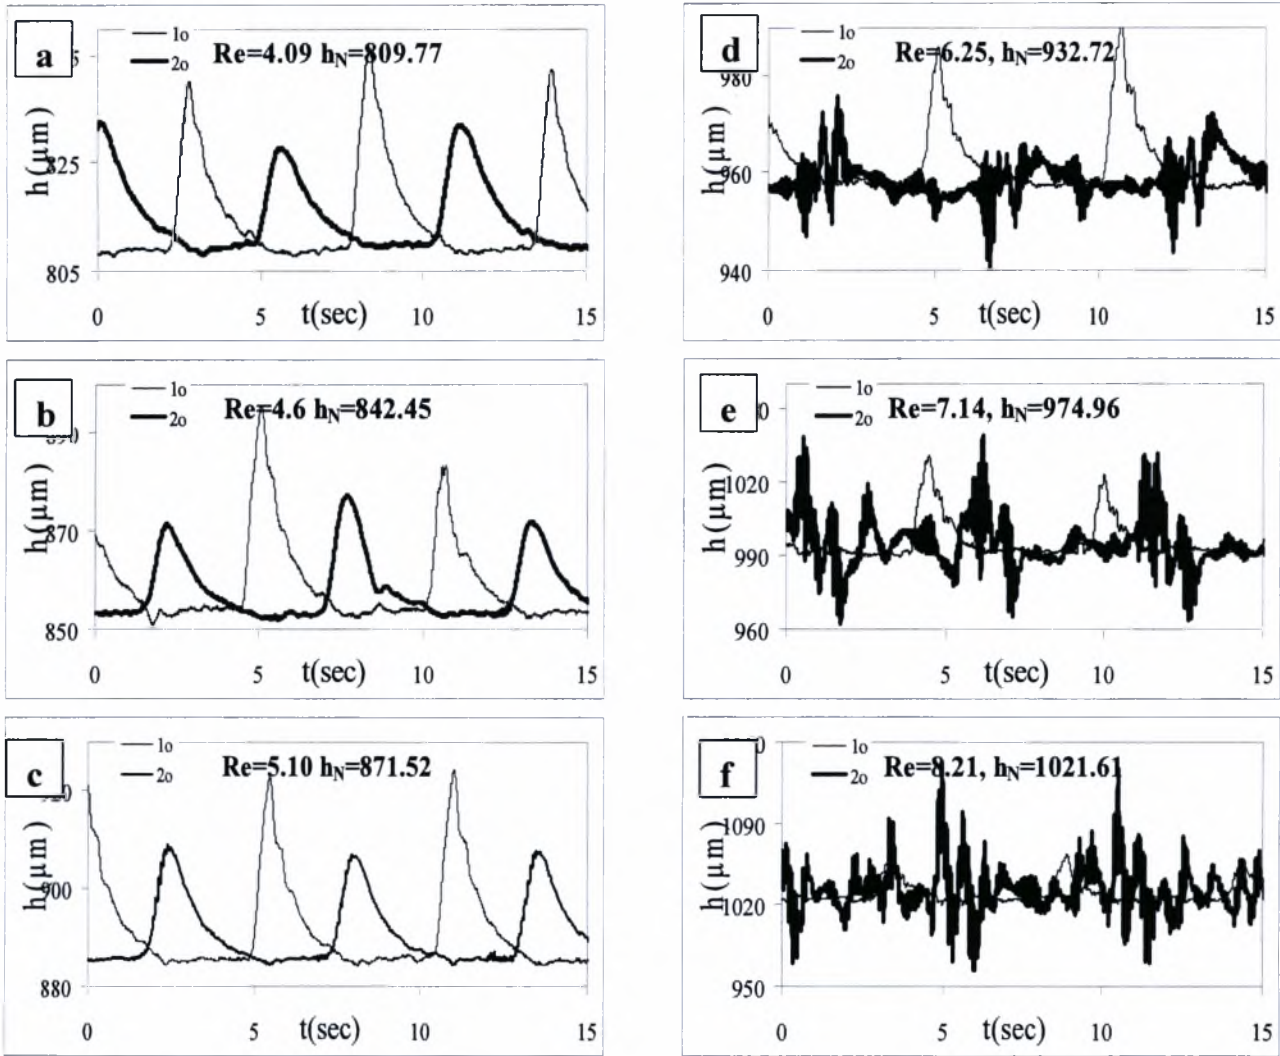 a
1o
2o
Re=4.09 hN=809.77
h(μm)
825
805
0 5 t(sec) 10 15
d
1o
2o
Re=6.25, hN=932.72
h(μm)
980
960
940
0 5 t(sec) 10 15
b
1o
2o
Re=4.6 hN=842.45
h(μm)
870
850
0 5 t(sec) 10 15
e
1o
2o
Re=7.14, hN=974.96
h(μm)
1020
990
960
0 5 t(sec) 10 15
c
1o
2o
Re=5.10 hN=871.52
h(μm)
900
880
0 5 t(sec) 10 15
f
1o
2o
Re=8.21, hN=1021.61
h(μm)
1090
1020
950
0 5 t(sec) 10 15